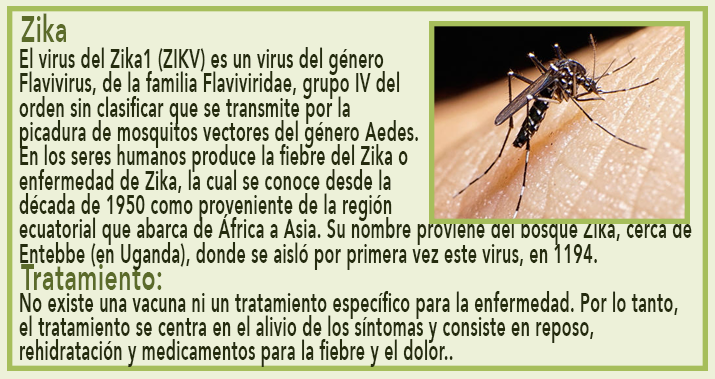 Zika
El virus del Zika1 (ZIKV) es un virus del género
Flavivirus, de la familia Flaviviridae, grupo IV del
orden sin clasificar que se transmite por la
picadura de mosquitos vectores del género Aedes.
En los seres humanos produce la fiebre del Zika o
enfermedad de Zika, la cual se conoce desde la
década de 1950 como proveniente de la región
ecuatorial que abarca de África a Asia. Su nombre proviene del bosque Zika, cerca de
Entebbe (en Uganda), donde se aisló por primera vez este virus, en 1194.
Tratamiento:
No existe una vacuna ni un tratamiento específico para la enfermedad. Por lo tanto,
el tratamiento se centra en el alivio de los síntomas y consiste en reposo,
rehidratación y medicamentos para la fiebre y el dolor..